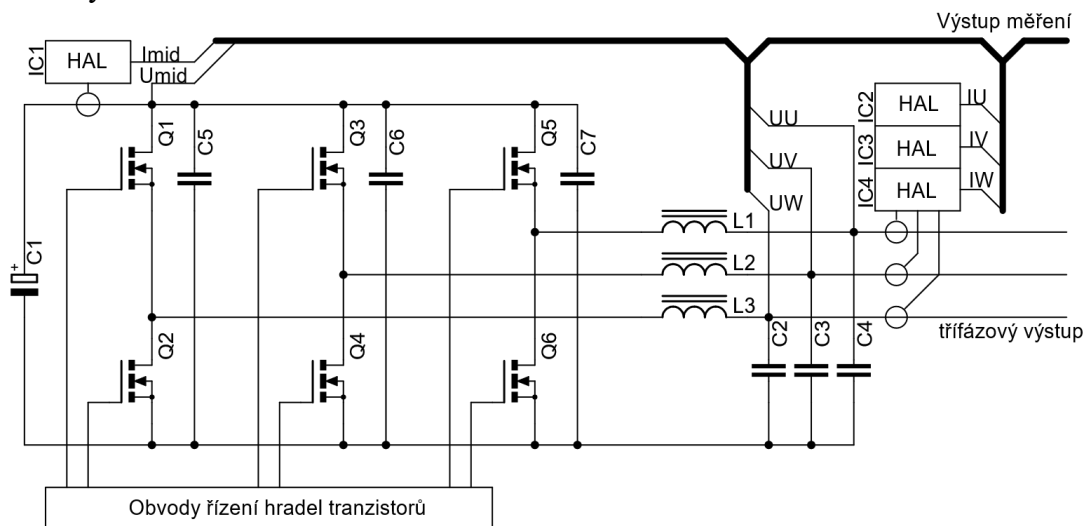 Výstup měření
IC1
HAL
Imid
Umid
Q1
C5
Q3
C6
Q5
C7
UU
UV
UW
IC2
HAL
IU
IC3
HAL
IV
IC4
HAL
IW
C1
+
L1
L2
L3
třífázový výstup
Q2
Q4
Q6
C2
C3
C4
Obvody řízení hradel tranzistorů